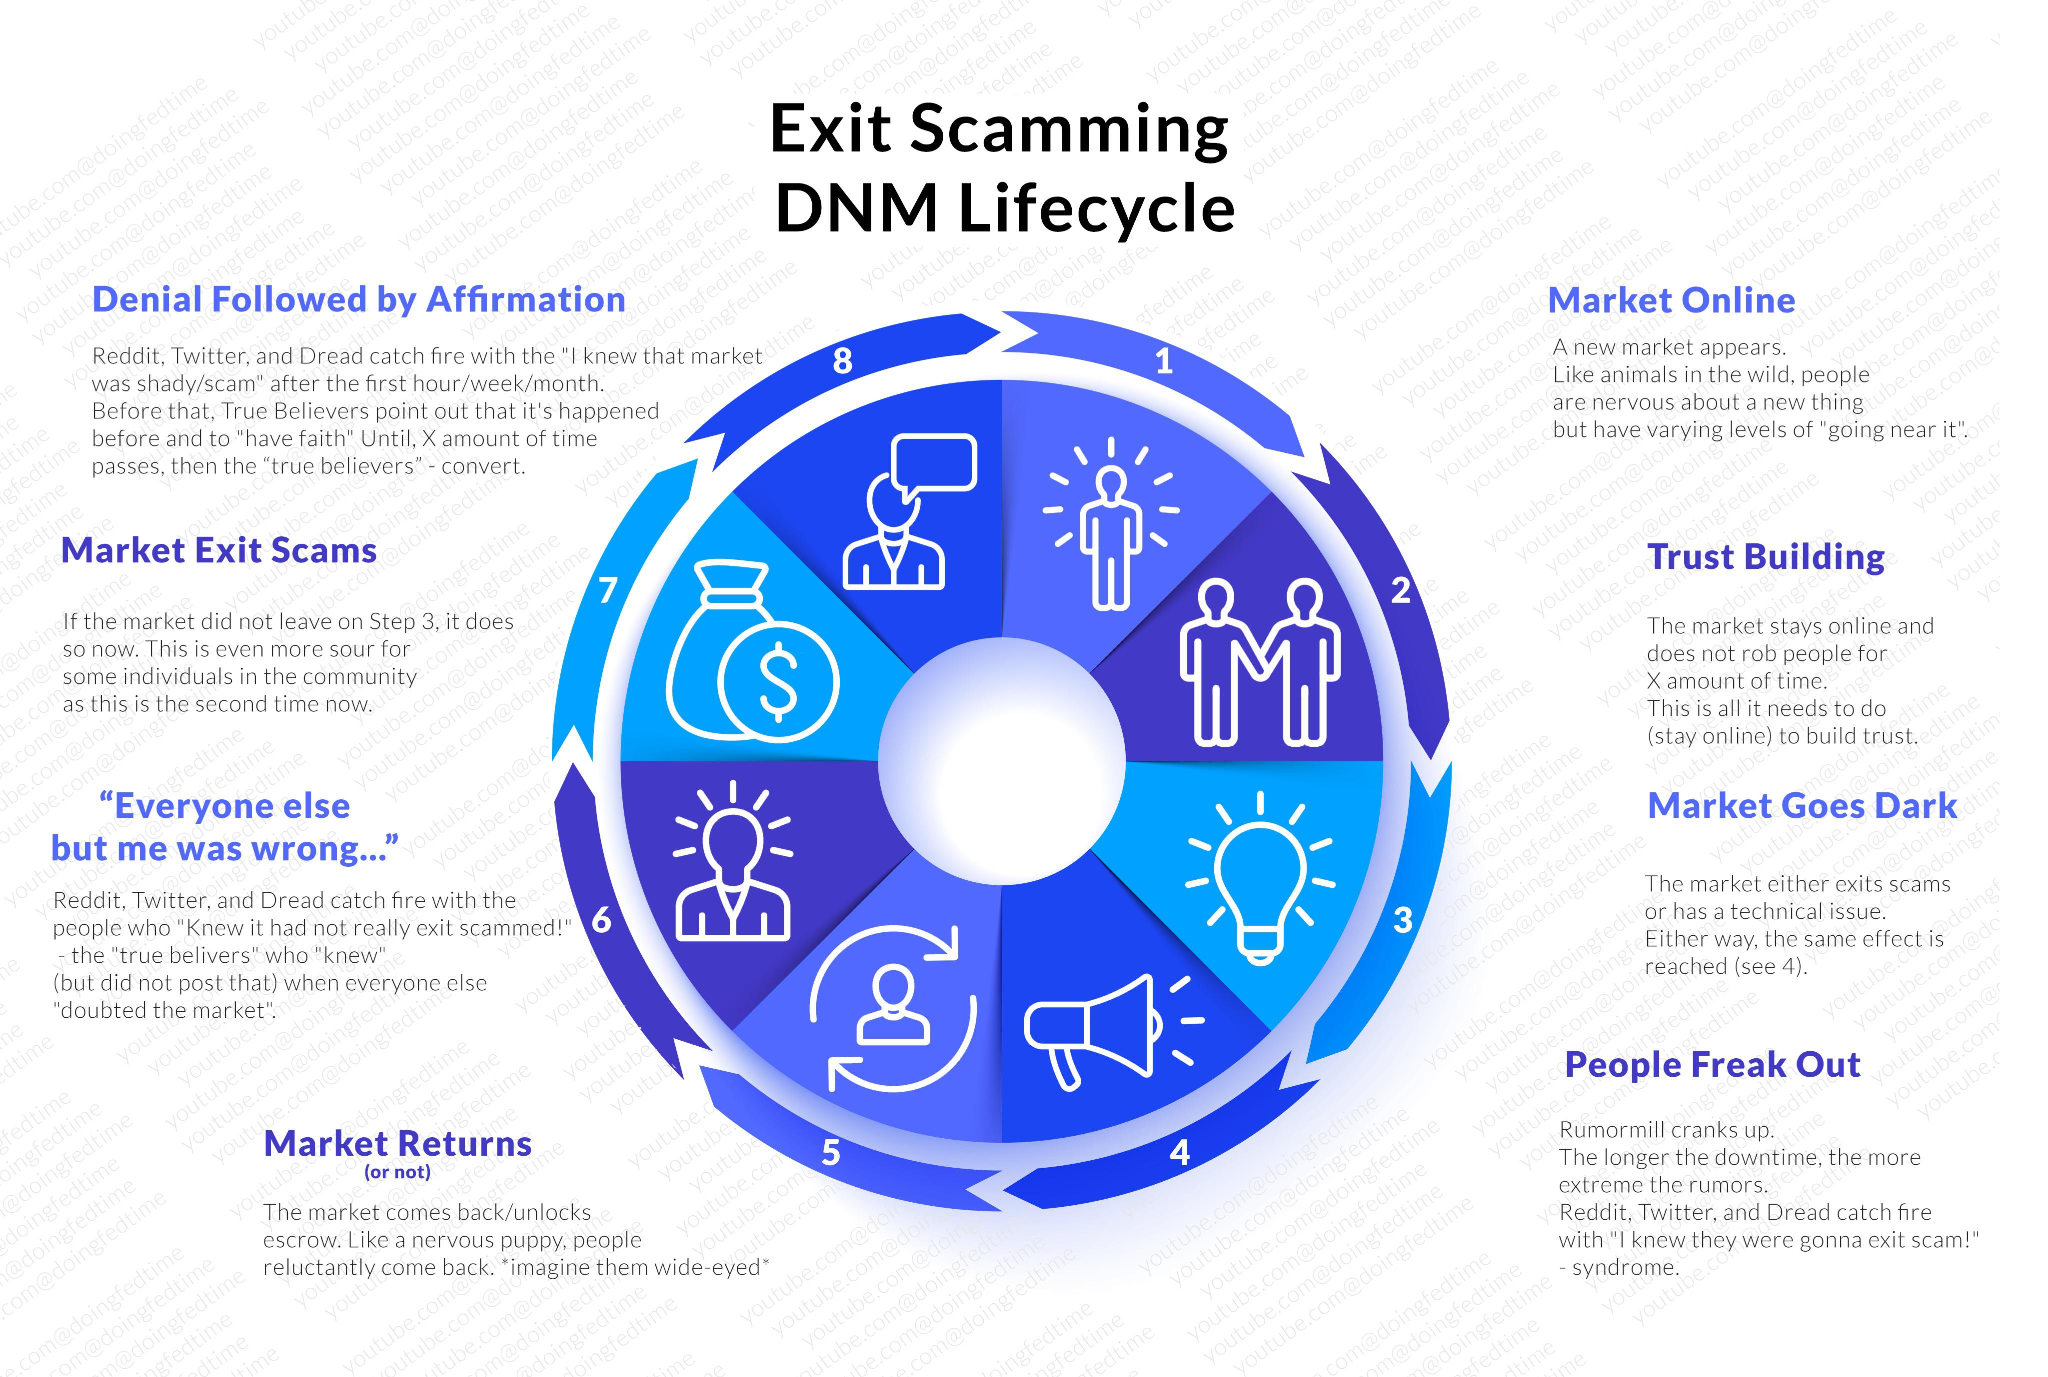 Exit Scamming
DNM Lifecycle
Market Online
A new market appears.
Like animals in the wild, people
are nervous about a new thing
but have varying levels of "going near it".
Trust Building
The market stays online and
does not rob people for
X amount of time.
This is all it needs to do
(stay online) to build trust.
Market Goes Dark
The market either exits scams
or has a technical issue.
Either way, the same effect is
reached (see 4).
People Freak Out
Rumormill cranks up.
The longer the downtime, the more
extreme the rumors.
Reddit, Twitter, and Dread catch fire
with "I knew they were gonna exit scam!"
- syndrome.
Market Returns
(or not)
The market comes back/unlocks
escrow. Like a nervous puppy, people
reluctantly come back. *imagine them wide-eyed*
“Everyone else
but me was wrong...”
Reddit, Twitter, and Dread catch fire with the
people who "Knew it had not really exit scammed!"
- the "true belivers" who "knew"
(but did not post that) when everyone else
"doubted the market".
Market Exit Scams
If the market did not leave on Step 3, it does
so now. This is even more sour for
some individuals in the community
as this is the second time now.
Denial Followed by Affirmation
Reddit, Twitter, and Dread catch fire with the "I knew that market
was shady/scam" after the first hour/week/month.
Before that, True Believers point out that it's happened
before and to "have faith" Until, X amount of time
passes, then the “true believers” - convert.
1
2
3
4
5
6
7
8
$
youtube.com@doingfedtime